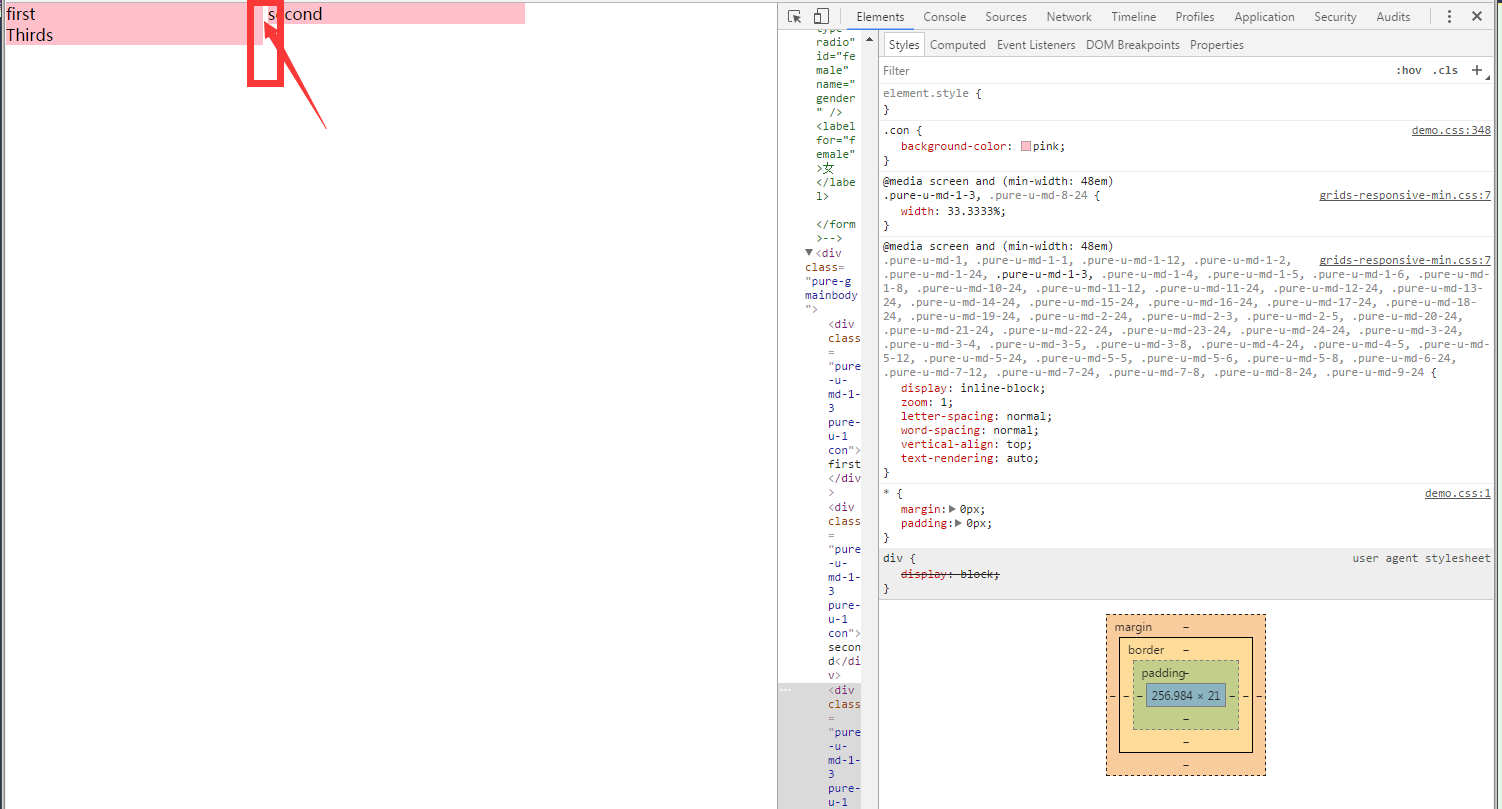 first
second
Thirds
Elements
Console
Sources
Network
Timeline
Profiles
Application
Security
Audits
type=
radio"
id="fe
male"
name="
gender
" />
<label
for="f
emale"
>女
</labe
l>
</form
>-->
▼<div
class=
"pure-g
mainbody
">
<div
class
=
"pure
-u-
md-1-
3
pure-
u-1
con">
first
</div
>
<div
class
=
"pure
-u-
md-1-
3
pure-
u-1
con">
secon
d</di
v>
...
<div
class
=
"pure
-u-
md-1-
3
pure-
u-1
Styles
Computed
Event Listeners
DOM Breakpoints
Properties
Filter
:hov .cls +
element.style {
}
.con { demo.css:348
background-color: pink;
}
@media screen and (min-width: 48em)
.pure-u-md-1-3, .pure-u-md-8-24 { grids-responsive-min.css:7
width: 33.3333%;
}
@media screen and (min-width: 48em)
.pure-u-md-1, .pure-u-md-1-1, .pure-u-md-1-12, .pure-u-md-1-2, grids-responsive-min.css:7
.pure-u-md-1-24, .pure-u-md-1-3, .pure-u-md-1-4, .pure-u-md-1-5, .pure-u-md-1-6, .pure-u-md-
1-8, .pure-u-md-10-24, .pure-u-md-11-12, .pure-u-md-11-24, .pure-u-md-12-24, .pure-u-md-13-
24, .pure-u-md-14-24, .pure-u-md-15-24, .pure-u-md-16-24, .pure-u-md-17-24, .pure-u-md-18-
24, .pure-u-md-19-24, .pure-u-md-2-24, .pure-u-md-2-3, .pure-u-md-2-5, .pure-u-md-20-24,
.pure-u-md-21-24, .pure-u-md-22-24, .pure-u-md-23-24, .pure-u-md-24-24, .pure-u-md-3-24,
.pure-u-md-3-4, .pure-u-md-3-5, .pure-u-md-3-8, .pure-u-md-4-24, .pure-u-md-4-5, .pure-u-md-
5-12, .pure-u-md-5-24, .pure-u-md-5-5, .pure-u-md-5-6, .pure-u-md-5-8, .pure-u-md-6-24,
.pure-u-md-7-12, .pure-u-md-7-24, .pure-u-md-7-8, .pure-u-md-8-24, .pure-u-md-9-24 {
display: inline-block;
zoom: 1;
letter-spacing: normal;
word-spacing: normal;
vertical-align: top;
text-rendering: auto;
}
* { demo.css:1
margin:▶0px;
padding:▶0px;
}
div { user agent stylesheet
display: block;
}
margin –
border –
padding–
– – – 256.984 × 21 – – –
–
–
–